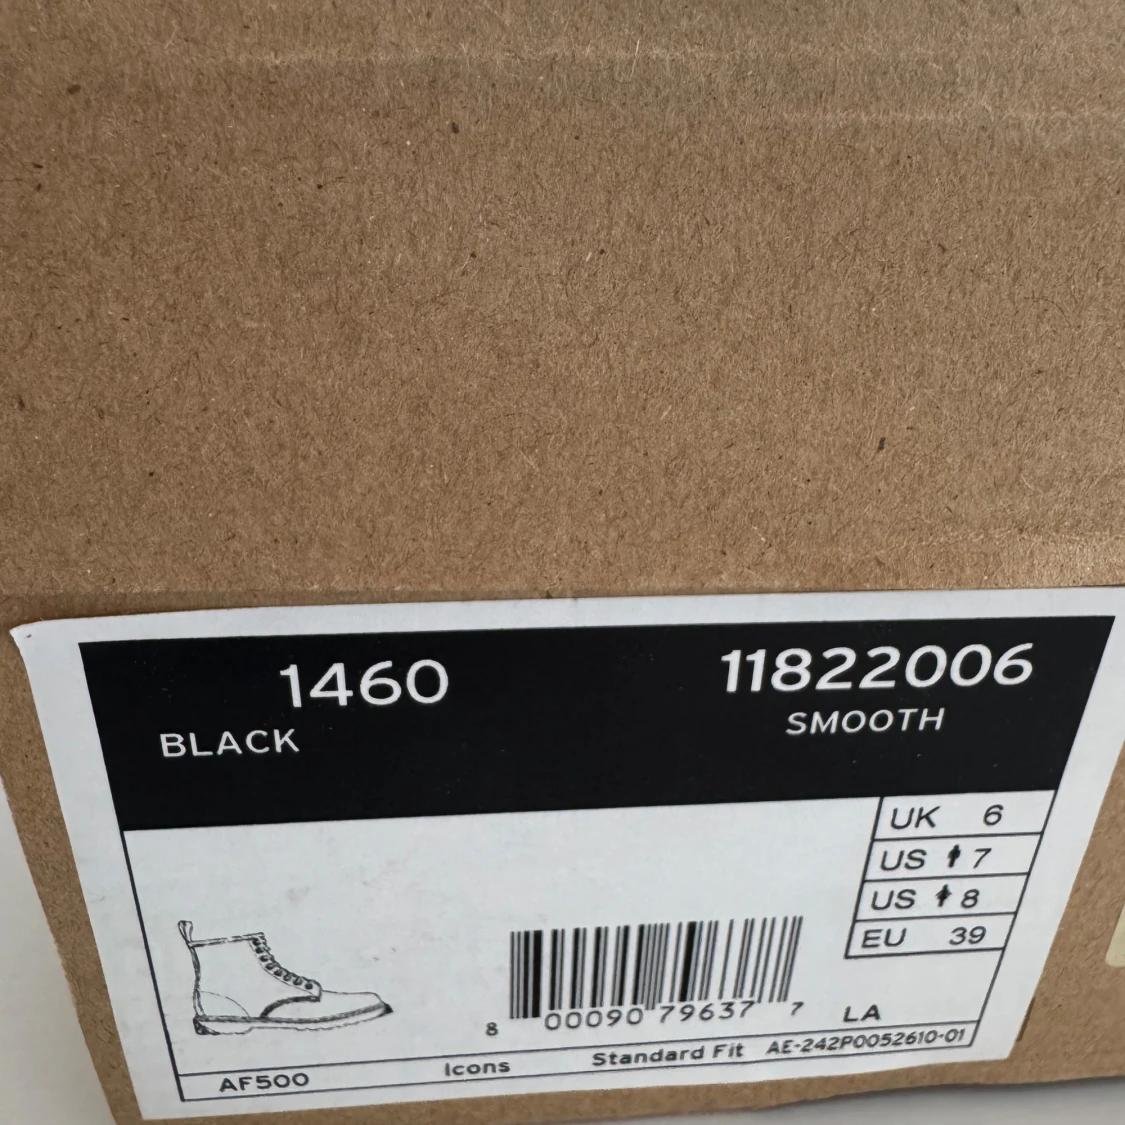 1460
11822006
BLACK
SMOOTH
UK 6
US 7
US 8
EU 39
8 00090 79637 7
LA
AF500
Icons
Standard Fit
AE-242P0052610-01